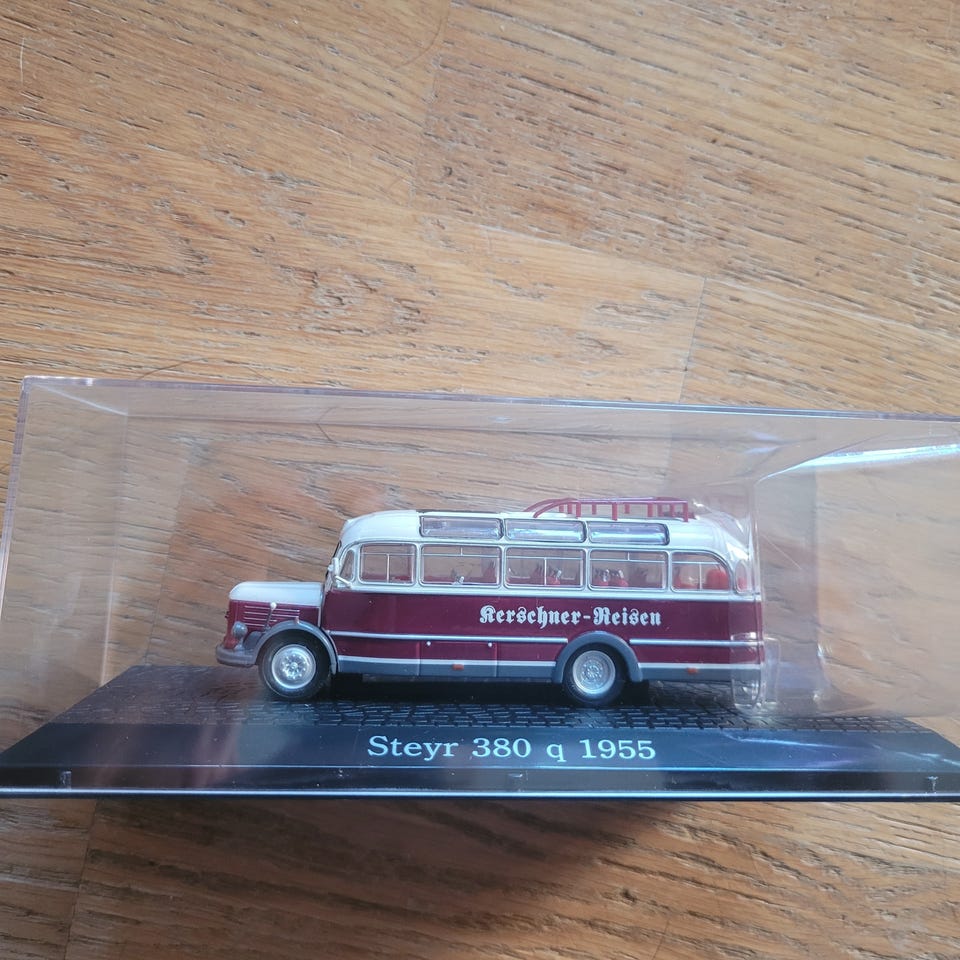 Kerschner-Reisen
Steyr 380 q 1955